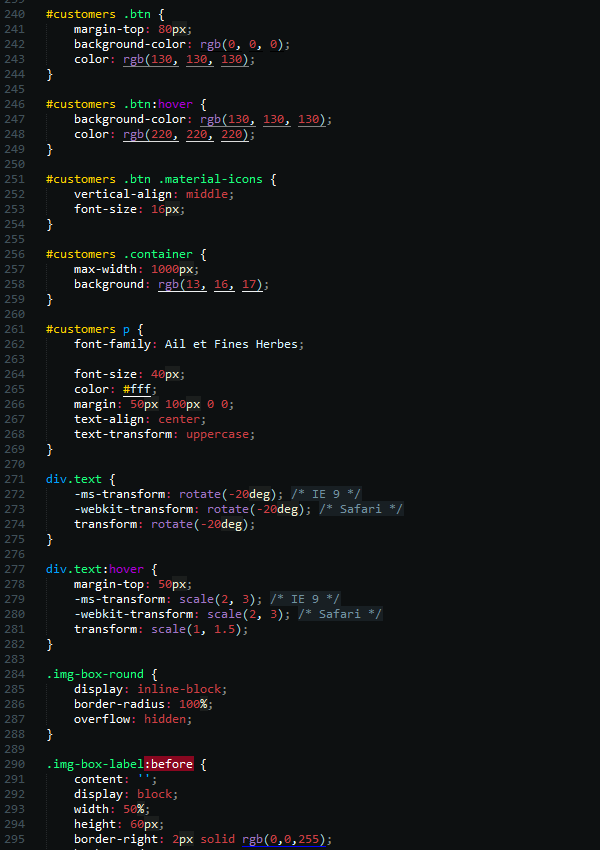 240 #customers .btn {
241 margin-top: 80px;
242 background-color: rgb(0, 0, 0);
243 color: rgb(130, 130, 130);
244 }
245
246 #customers .btn:hover {
247 background-color: rgb(130, 130, 130);
248 color: rgb(220, 220, 220);
249 }
250
251 #customers .btn .material-icons {
252 vertical-align: middle;
253 font-size: 16px;
254 }
255
256 #customers .container {
257 max-width: 1000px;
258 background: rgb(13, 16, 17);
259 }
260
261 #customers p {
262 font-family: Ail et Fines Herbes;
263
264 font-size: 40px;
265 color: #fff;
266 margin: 50px 100px 0 0;
267 text-align: center;
268 text-transform: uppercase;
269 }
270
271 div.text {
272 -ms-transform: rotate(-20deg); /* IE 9 */
273 -webkit-transform: rotate(-20deg); /* Safari */
274 transform: rotate(-20deg);
275 }
276
277 div.text:hover {
278 margin-top: 50px;
279 -ms-transform: scale(2, 3); /* IE 9 */
280 -webkit-transform: scale(2, 3); /* Safari */
281 transform: scale(1, 1.5);
282 }
283
284 .img-box-round {
285 display: inline-block;
286 border-radius: 100%;
287 overflow: hidden;
288 }
289
290 .img-box-label:before {
291 content: '';
292 display: block;
293 width: 50%;
294 height: 60px;
295 border-right: 2px solid rgb(0,0,255);